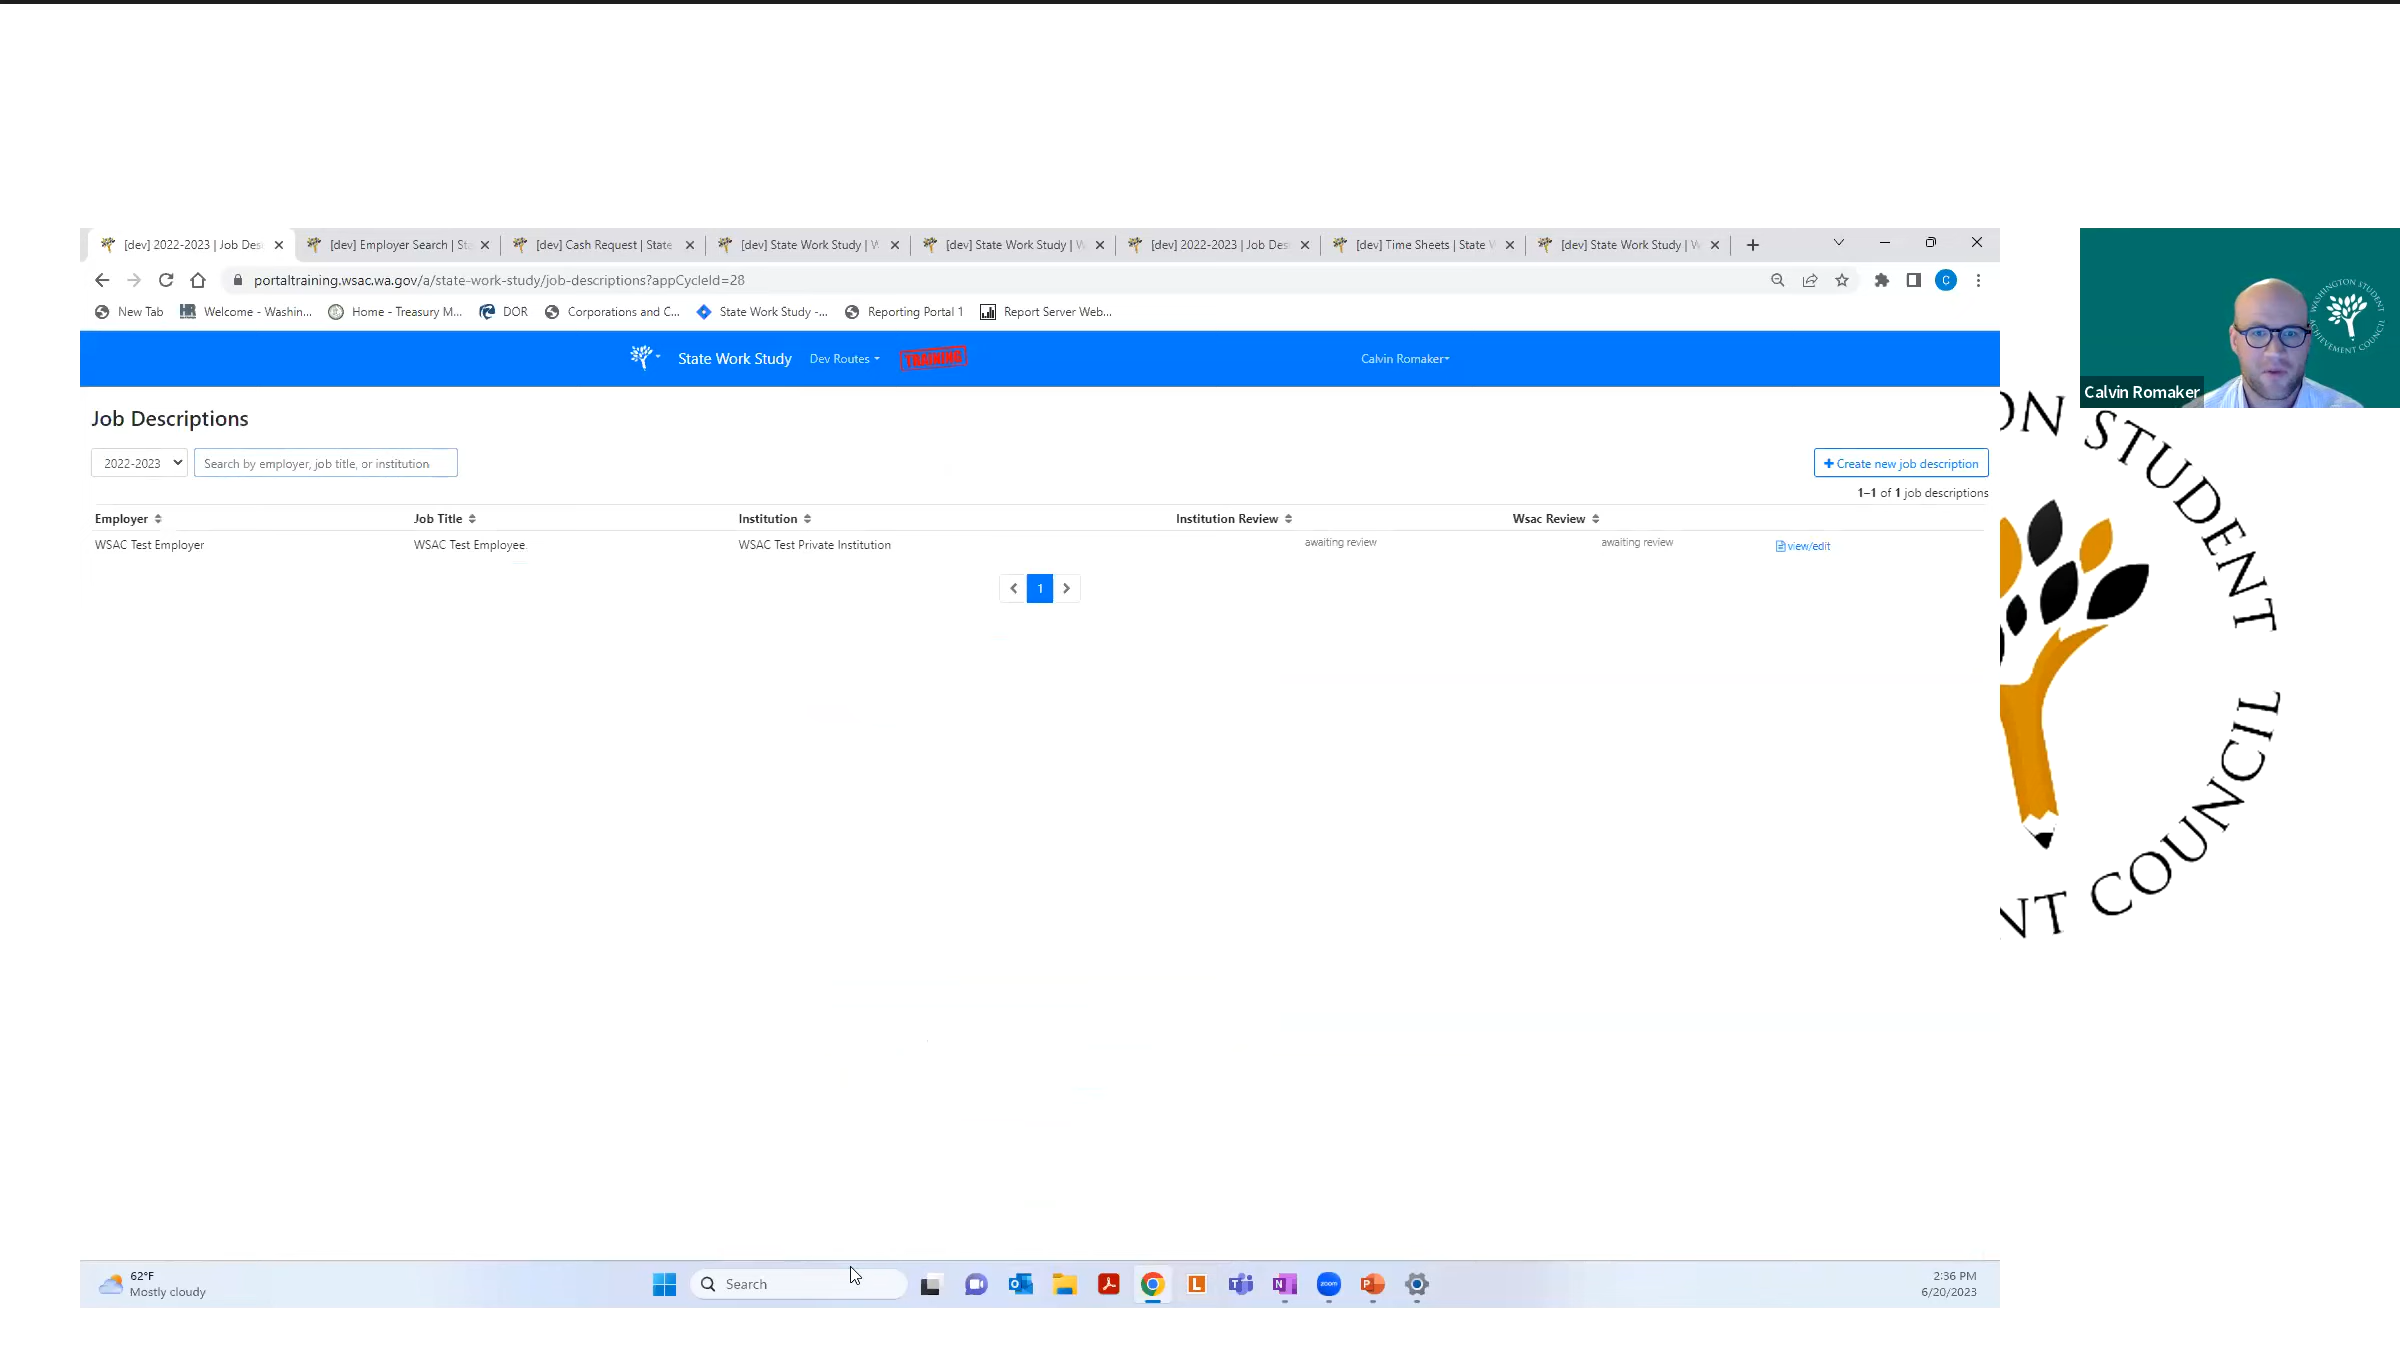 [dev] 2022-2023 | Job Des
[dev] Employer Search | Sta
[dev] Cash Request | State
[dev] State Work Study | W
[dev] State Work Study | W
[dev] 2022-2023 | Job Des
[dev] Time Sheets | State W
[dev] State Work Study | W
portaltraining.wsac.wa.gov/a/state-work-study/job-descriptions?appCycleId=28
C
New Tab
Welcome - Washin...
Home - Treasury M...
DOR
Corporations and C...
State Work Study -...
Reporting Portal 1
Report Server Web...
State Work Study
Dev Routes
TRAINING
Calvin Romaker
WASHINGTON STUDENT ACHIEVEMENT COUNCIL
Calvin Romaker
Job Descriptions
2022-2023
Search by employer, job title, or institution
+ Create new job description
1–1 of 1 job descriptions
Employer
Job Title
Institution
Institution Review
Wsac Review
WSAC Test Employer
WSAC Test Employee
WSAC Test Private Institution
awaiting review
awaiting review
view/edit
1
ON STUDENT
NT COUNCIL
62°F
Mostly cloudy
Search
L
zoom
2:36 PM
6/20/2023